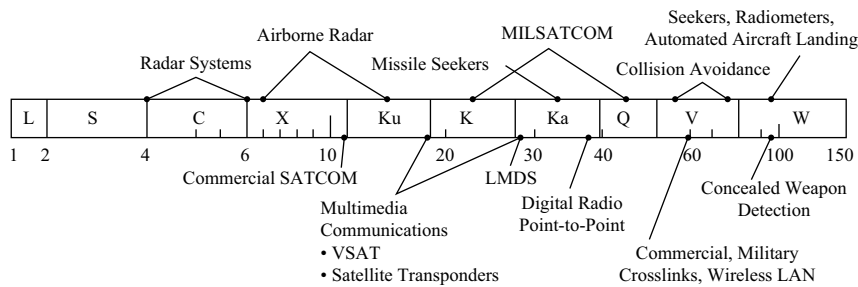 Seekers, Radiometers,
Automated Aircraft Landing
Airborne Radar
MILSATCOM
Radar Systems
Missile Seekers
Collision Avoidance
L S C X Ku K Ka Q V W
1 2 4 6 10 20 30 40 60 100 150
Commercial SATCOM
LMDS
Multimedia
Communications
• VSAT
• Satellite Transponders
Digital Radio
Point-to-Point
Concealed Weapon
Detection
Commercial, Military
Crosslinks, Wireless LAN